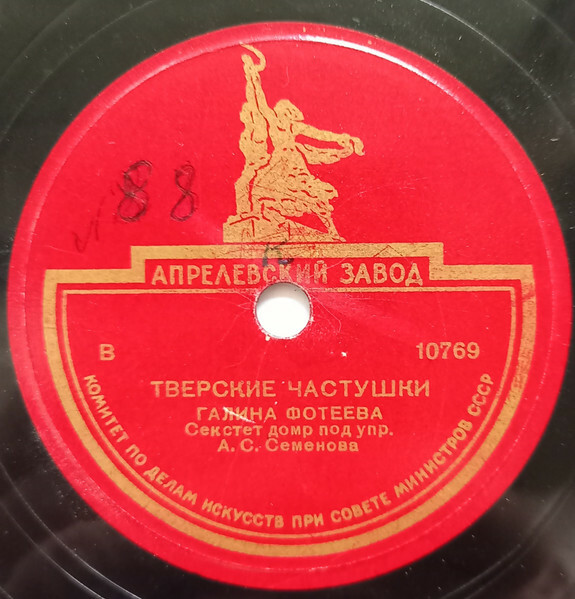 88
АПРЕЛЕВСКИЙ ЗАВОД
В 10769
ТВЕРСКИЕ ЧАСТУШКИ
ГАЛИНА ФОТЕЕВА
Секстет домр под упр.
А. С. Семенова
КОМИТЕТ ПО ДЕЛАМ ИСКУССТВ ПРИ СОВЕТЕ МИНИСТРОВ СССР